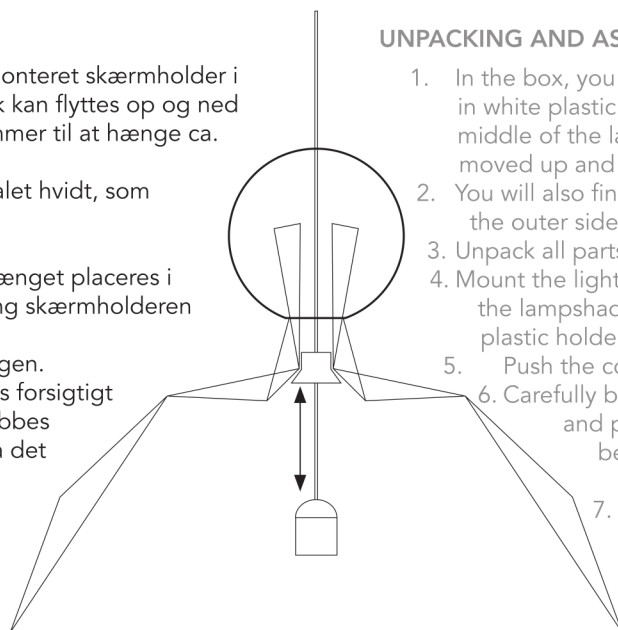 onteret skærmholder i
k kan flyttes op og ned
mmer til at hænge ca.
alet hvidt, som
ænget placeres i
ng skærmholderen
gen.
s forsigtigt
bbes
det
UNPACKING AND AS
1. In the box, you
in white plastic
middle of the la
moved up and
2. You will also fin
the outer side
3. Unpack all parts
4. Mount the light
the lampshad
plastic holde
5. Push the co
6. Carefully b
and p
be
7.